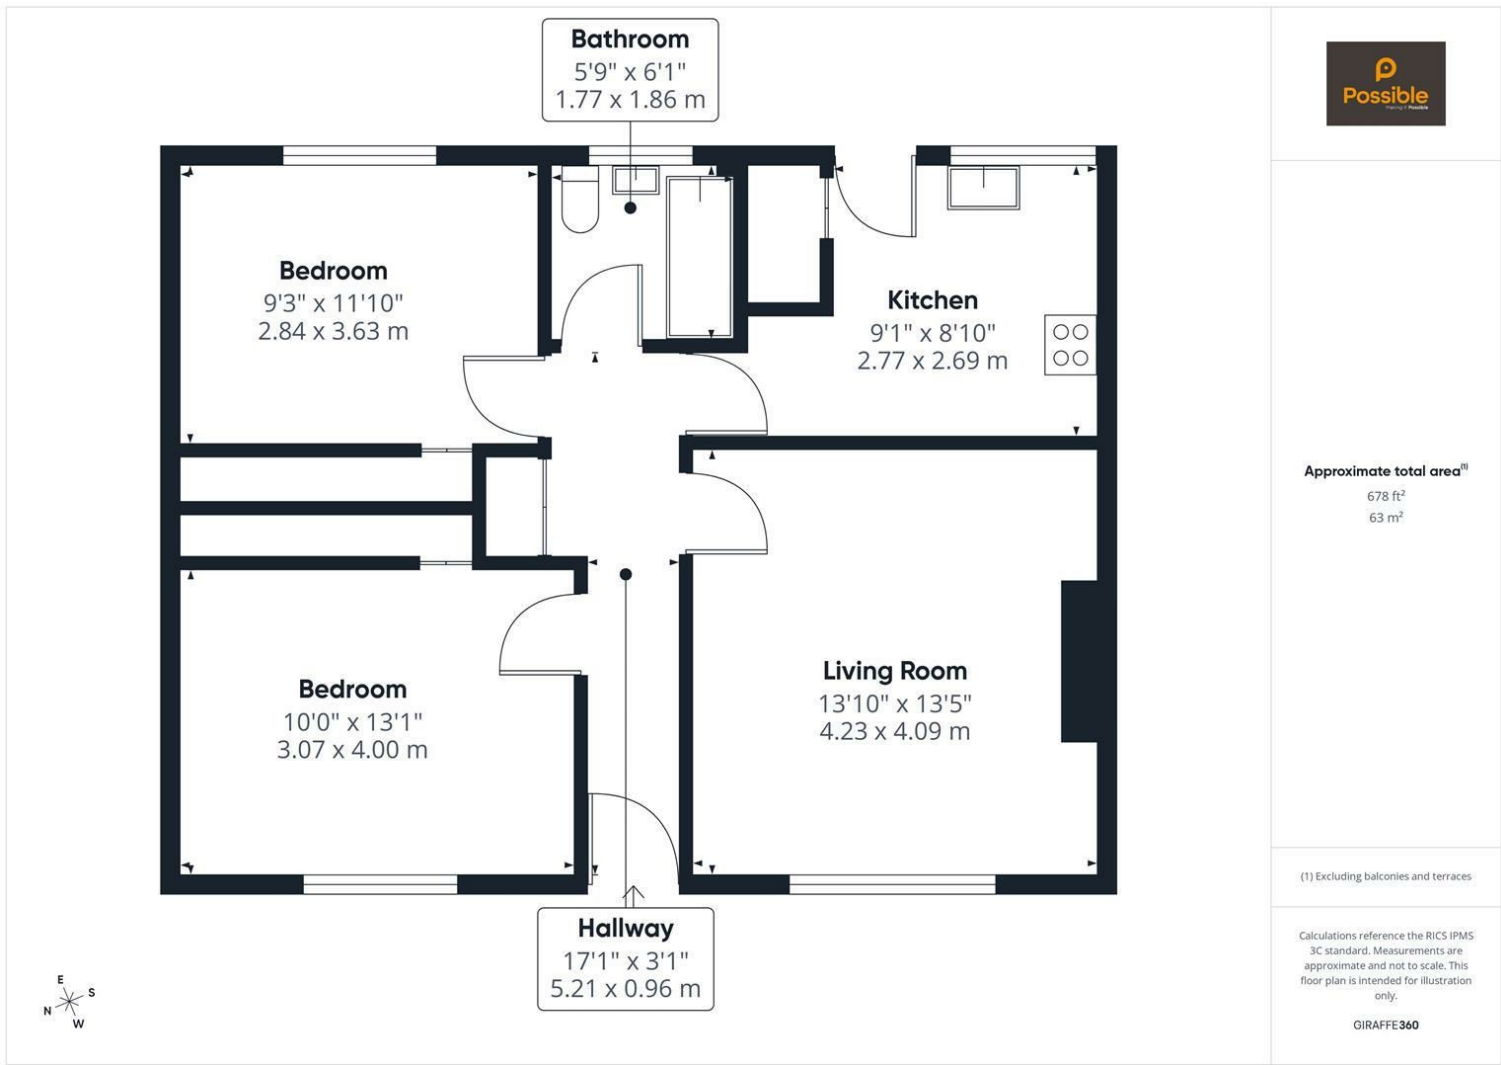 Bathroom
5'9" x 6'1"
1.77 x 1.86 m
Bedroom
9'3" x 11'10"
2.84 x 3.63 m
Kitchen
9'1" x 8'10"
2.77 x 2.69 m
Bedroom
10'0" x 13'1"
3.07 x 4.00 m
Living Room
13'10" x 13'5"
4.23 x 4.09 m
Hallway
17'1" x 3'1"
5.21 x 0.96 m
E
S
N
W
Possible
Making it Possible
Approximate total area(1)
678 ft²
63 m²
(1) Excluding balconies and terraces
Calculations reference the RICS IPMS
3C standard. Measurements are
approximate and not to scale. This
floor plan is intended for illustration
only.
GIRAFFE360